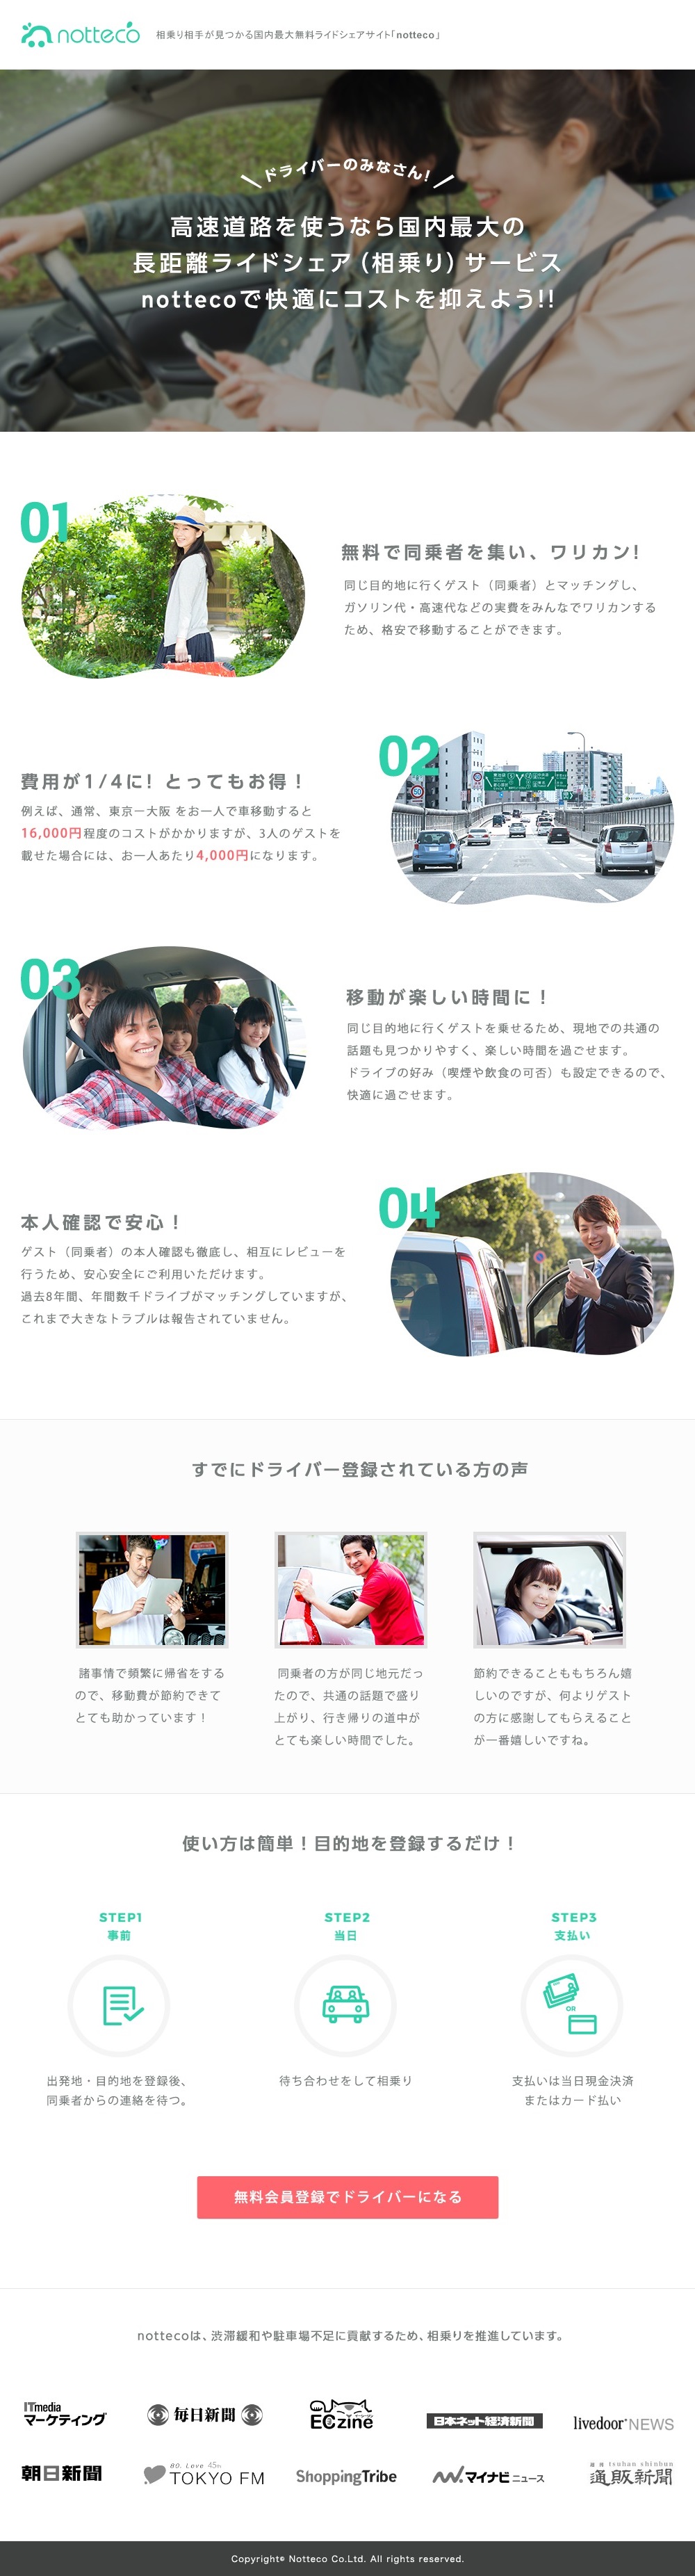 notteco
相乗り相手が見つかる国内最大無料ライドシェアサイト「notteco」
ドライバーのみなさん!
高速道路を使うなら国内最大の
長距離ライドシェア(相乗り)サービス
nottecoで快適にコストを抑えよう!!
01
無料で同乗者を集い、ワリカン!
同じ目的地に行くゲスト（同乗者）とマッチングし、
ガソリン代・高速代などの実費をみんなでワリカンする
ため、格安で移動することができます。
02
費用が1/4に! とってもお得！
例えば、通常、東京ー大阪 をお一人で車移動すると
16,000円程度のコストがかかりますが、3人のゲストを
載せた場合には、お一人あたり4,000円になります。
50
03
移動が楽しい時間に！
同じ目的地に行くゲストを乗せるため、現地での共通の
話題も見つかりやすく、楽しい時間を過ごせます。
ドライブの好み（喫煙や飲食の可否）も設定できるので、
快適に過ごせます。
04
本人確認で安心！
ゲスト（同乗者）の本人確認も徹底し、相互にレビューを
行うため、安心安全にご利用いただけます。
過去8年間、年間数千ドライブがマッチングしていますが、
これまで大きなトラブルは報告されていません。
すでにドライバー登録されている方の声
諸事情で頻繁に帰省をする
ので、移動費が節約できて
とても助かっています！
同乗者の方が同じ地元だっ
たので、共通の話題で盛り
上がり、行き帰りの道中が
とても楽しい時間でした。
節約できることももちろん嬉
しいのですが、何よりゲスト
の方に感謝してもらえること
が一番嬉しいですね。
使い方は簡単！目的地を登録するだけ！
STEP1
事前
出発地・目的地を登録後、
同乗者からの連絡を待つ。
STEP2
当日
待ち合わせをして相乗り
STEP3
支払い
OR
支払いは当日現金決済
またはカード払い
無料会員登録でドライバーになる
nottecoは、渋滞緩和や駐車場不足に貢献するため、相乗りを推進しています。
ITmedia
マーケティング
毎日新聞
ECzine
日本ネット経済新聞
livedoor NEWS
朝日新聞
80. Love 45th
TOKYO FM
ShoppingTribe
マイナビニュース
tsuhan shinbun
通販新聞
Copyright© Notteco Co.Ltd. All rights reserved.